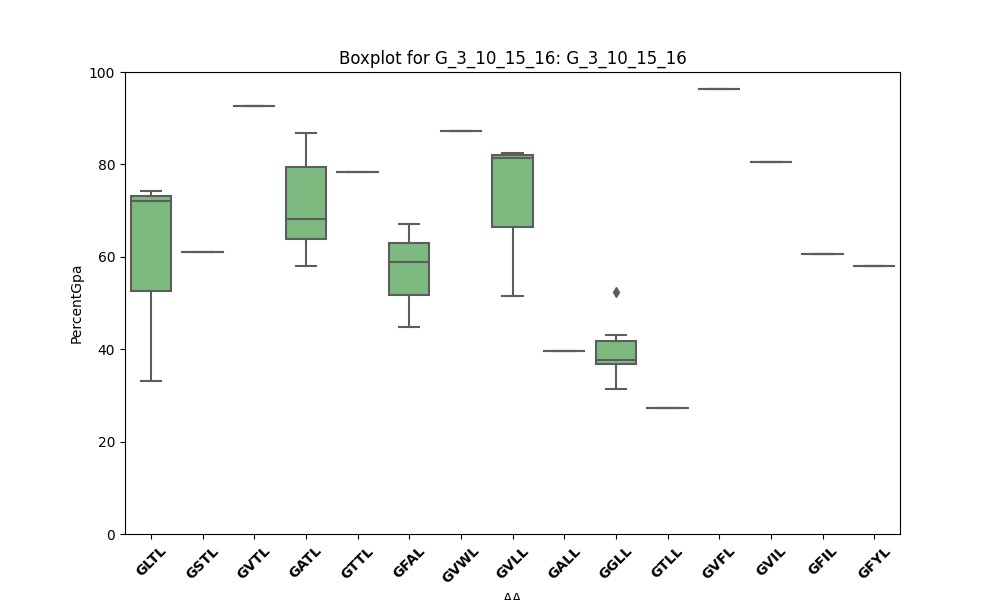 Boxplot for G_3_10_15_16: G_3_10_15_16
PercentGpa
100
80
60
40
20
0
GLTL GSTL GVTL GATL GTTL GFAL GVWL GVLL GALL GGLL GTLL GVFL GVIL GFIL GFYL
AA